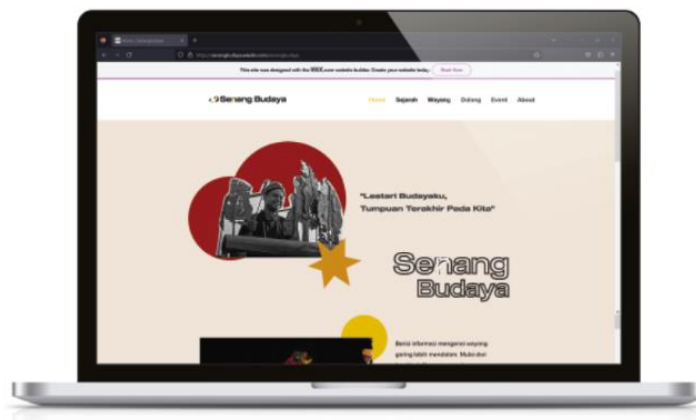 This site was designed with the WIX.com website builder. Create your website today. Start Now
Senang Budaya
Home Sejarah Wayang Dalang Event About
"Lestari Budayaku,
Tumpuan Terakhir Pada Kita"
Senang
Budaya
Berisi informasi mengenai wayang
garing lebih mendalam. Mulai dari